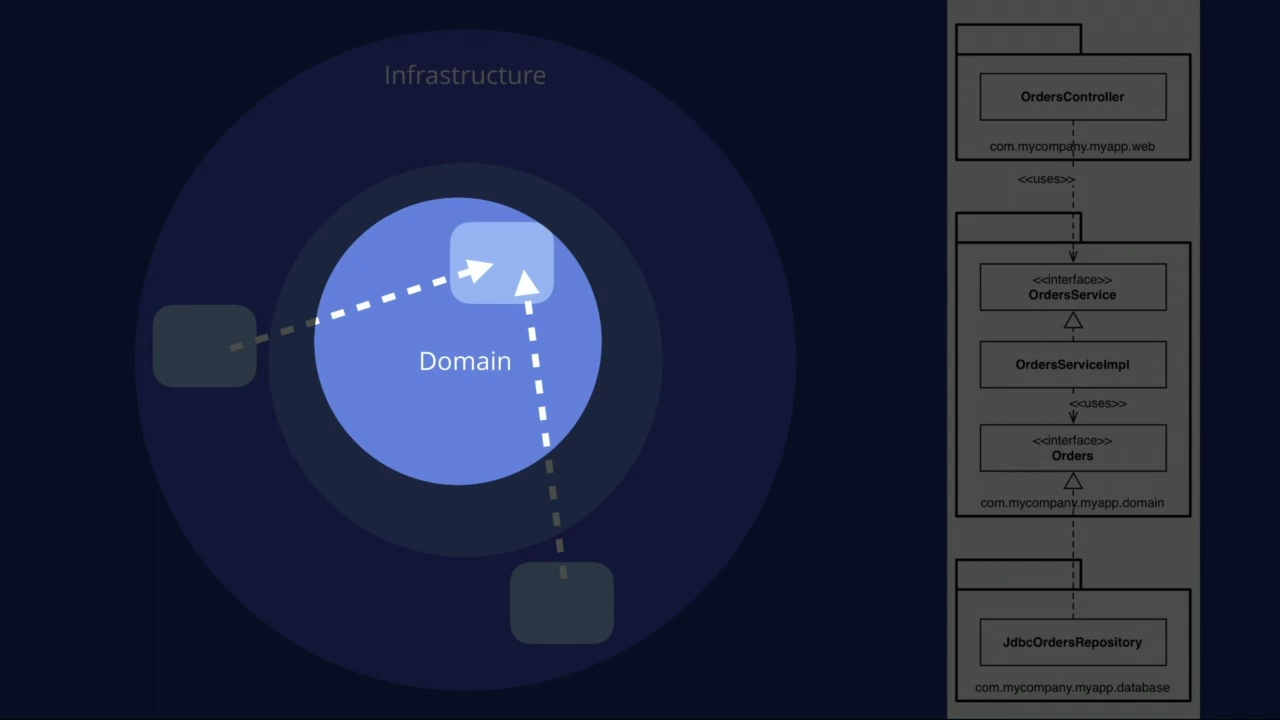 Infrastructure
Domain
OrdersController
com.mycompany.myapp.web
<<uses>>
<<interface>>
OrdersService
OrdersServiceImpl
<<uses>>
<<interface>>
Orders
com.mycompany.myapp.domain
JdbcOrdersRepository
com.mycompany.myapp.database